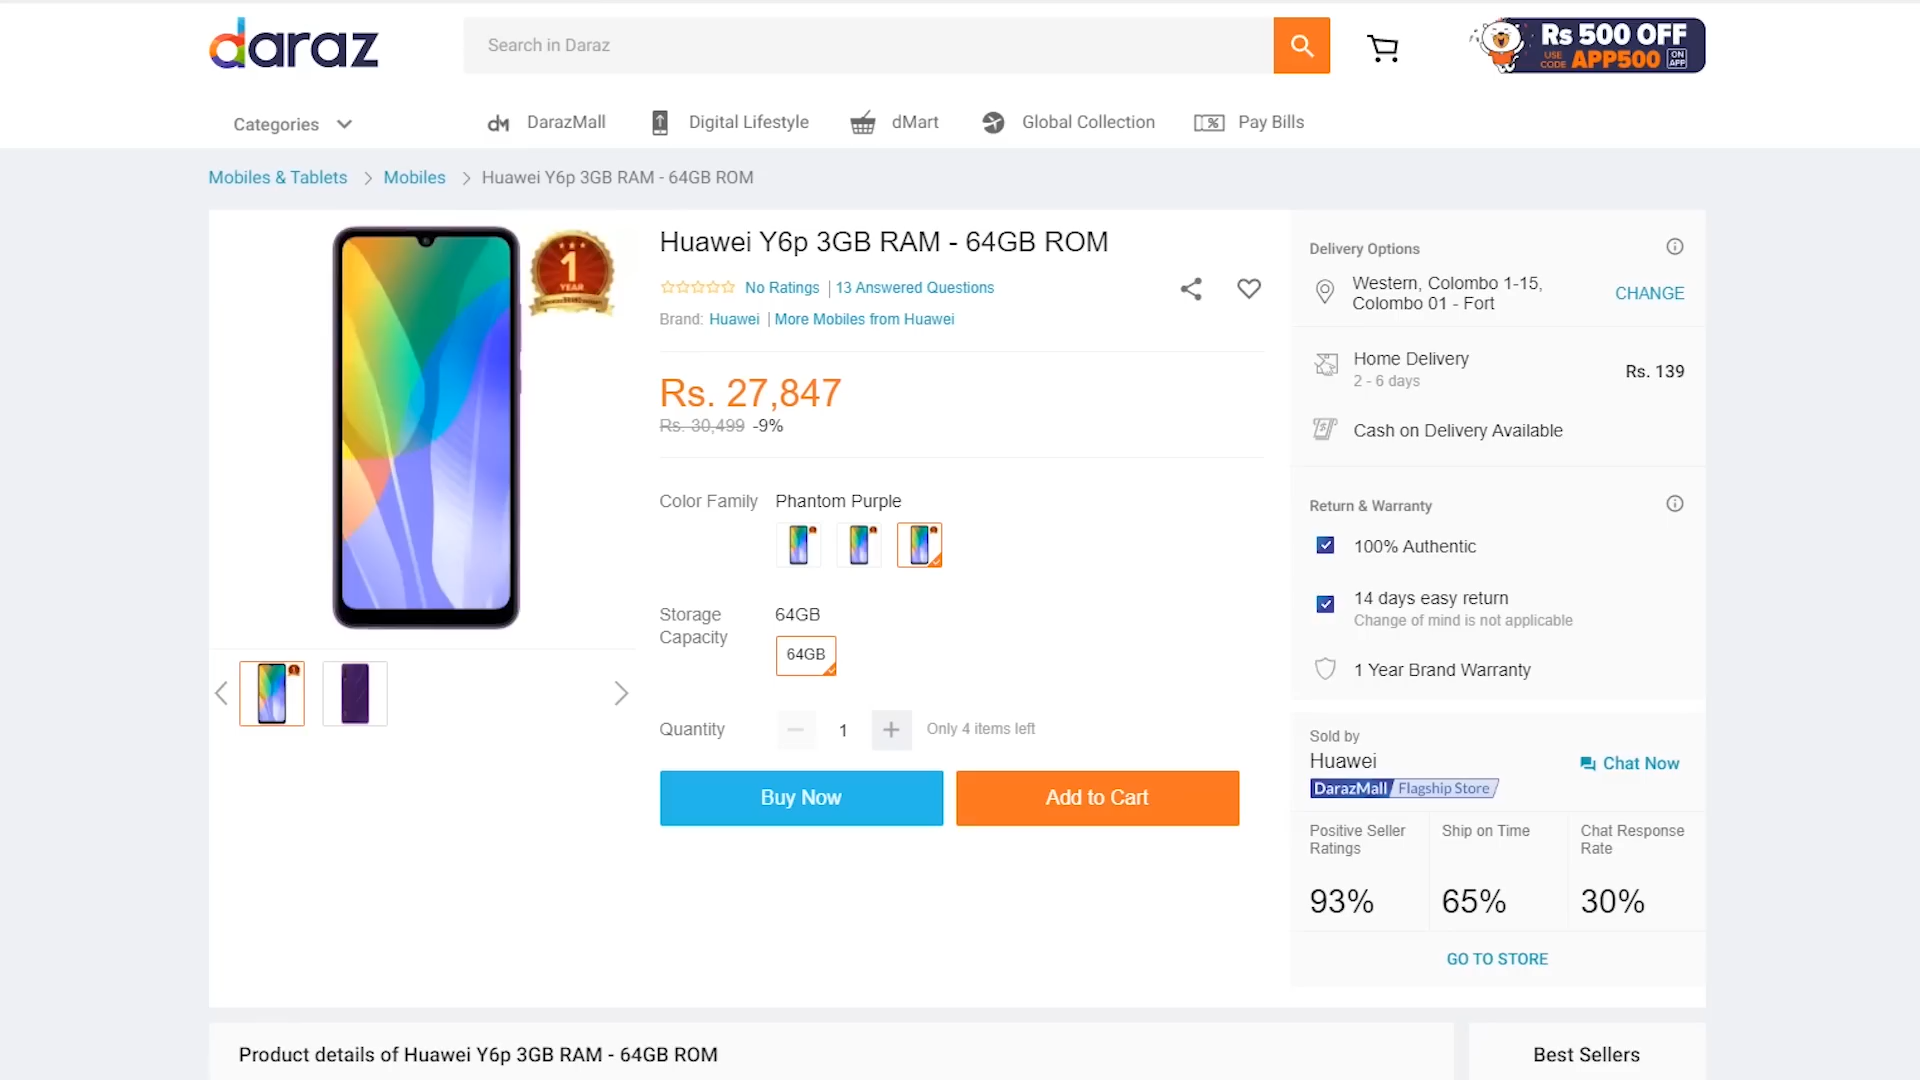 daraz
Search in Daraz
Rs 500 OFF
USE CODE APP500 ON APP
Categories
DarazMall
Digital Lifestyle
dMart
Global Collection
Pay Bills
Mobiles & Tablets
Mobiles
Huawei Y6p 3GB RAM - 64GB ROM
1
YEAR
Huawei Y6p 3GB RAM - 64GB ROM
No Ratings | 13 Answered Questions
Brand: Huawei | More Mobiles from Huawei
Rs. 27,847
Rs. 30,499 -9%
Color Family Phantom Purple
Storage Capacity 64GB
64GB
Quantity
1
Only 4 items left
Buy Now
Add to Cart
Delivery Options
Western, Colombo 1-15,
Colombo 01 - Fort
CHANGE
Home Delivery
2 - 6 days
Rs. 139
Cash on Delivery Available
Return & Warranty
100% Authentic
14 days easy return
Change of mind is not applicable
1 Year Brand Warranty
Sold by
Huawei
DarazMall Flagship Store
Chat Now
Positive Seller Ratings
Ship on Time
Chat Response Rate
93%
65%
30%
GO TO STORE
Product details of Huawei Y6p 3GB RAM - 64GB ROM
Best Sellers